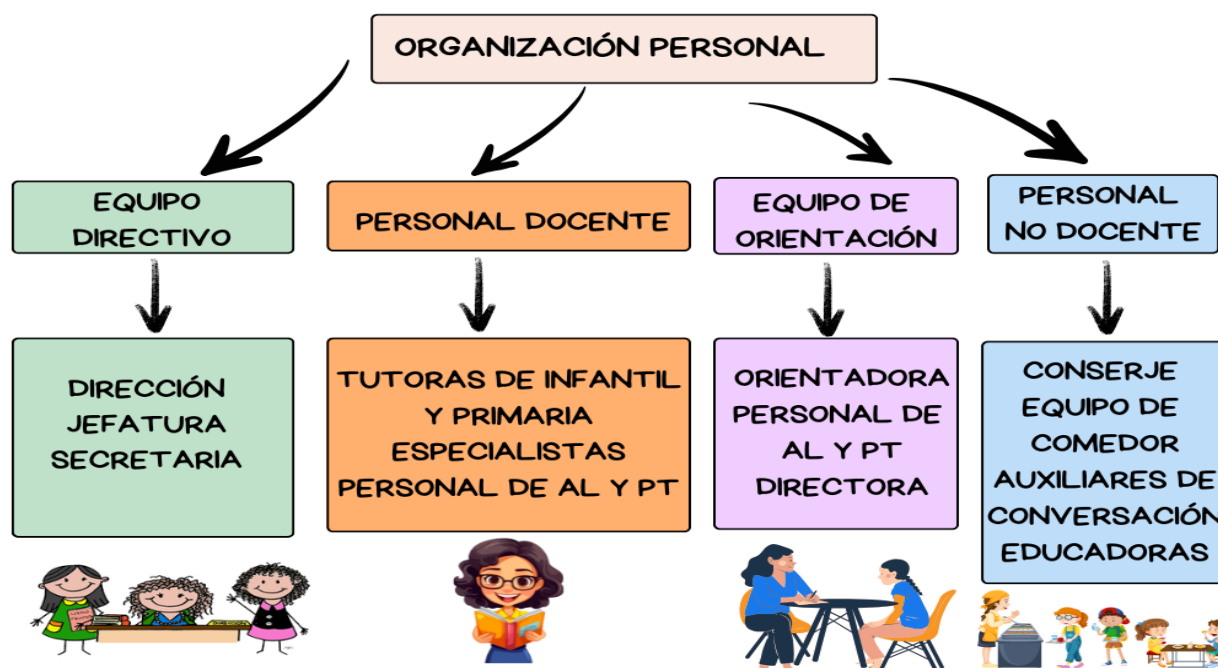 ORGANIZACIÓN PERSONAL
EQUIPO
DIRECTIVO
PERSONAL DOCENTE
EQUIPO DE
ORIENTACIÓN
PERSONAL
NO DOCENTE
DIRECCIÓN
JEFATURA
SECRETARIA
TUTORAS DE INFANTIL
Y PRIMARIA
ESPECIALISTAS
PERSONAL DE AL Y PT
ORIENTADORA
PERSONAL DE
AL Y PT
DIRECTORA
CONSERJE
EQUIPO DE
COMEDOR
AUXILIARES DE
CONVERSACIÓN
EDUCADORAS